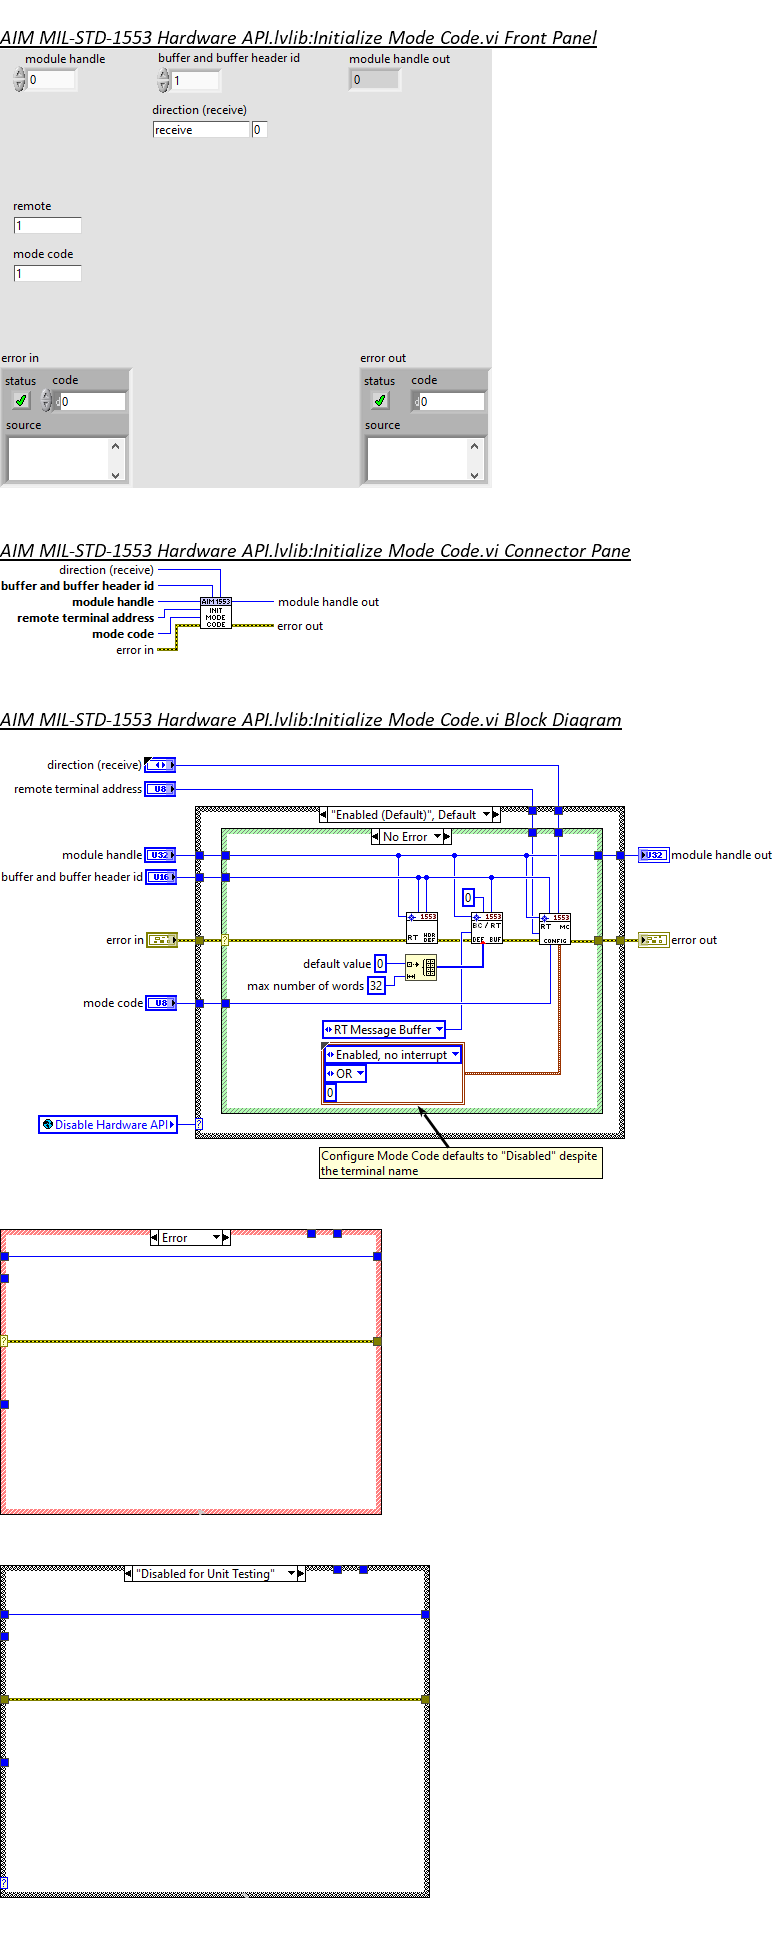 AIM MIL-STD-1553 Hardware API.lvlib:Initialize Mode Code.vi Front Panel
module handle
buffer and buffer header id
module handle out
0
1
0
direction (receive)
receive 0
remote
1
mode code
1
error in
error out
status code
status code
d0
d0
source
source
AIM MIL-STD-1553 Hardware API.lvlib:Initialize Mode Code.vi Connector Pane
direction (receive)
buffer and buffer header id
module handle
remote terminal address
mode code
error in
AIM1553
INIT
MODE
CODE
module handle out
error out
AIM MIL-STD-1553 Hardware API.lvlib:Initialize Mode Code.vi Block Diagram
direction (receive)
remote terminal address U8
"Enabled (Default)", Default
No Error
module handle U32
U32 module handle out
buffer and buffer header id U16
0
1553
RT HDR
DEF
1553
BC/RT
DEF BUF
1553
RT MC
CONFIG
error in
?
error out
default value 0
max number of words 32
mode code U8
RT Message Buffer
Enabled, no interrupt
OR
0
Disable Hardware API
?
Configure Mode Code defaults to "Disabled" despite
the terminal name
Error
?
"Disabled for Unit Testing"
?